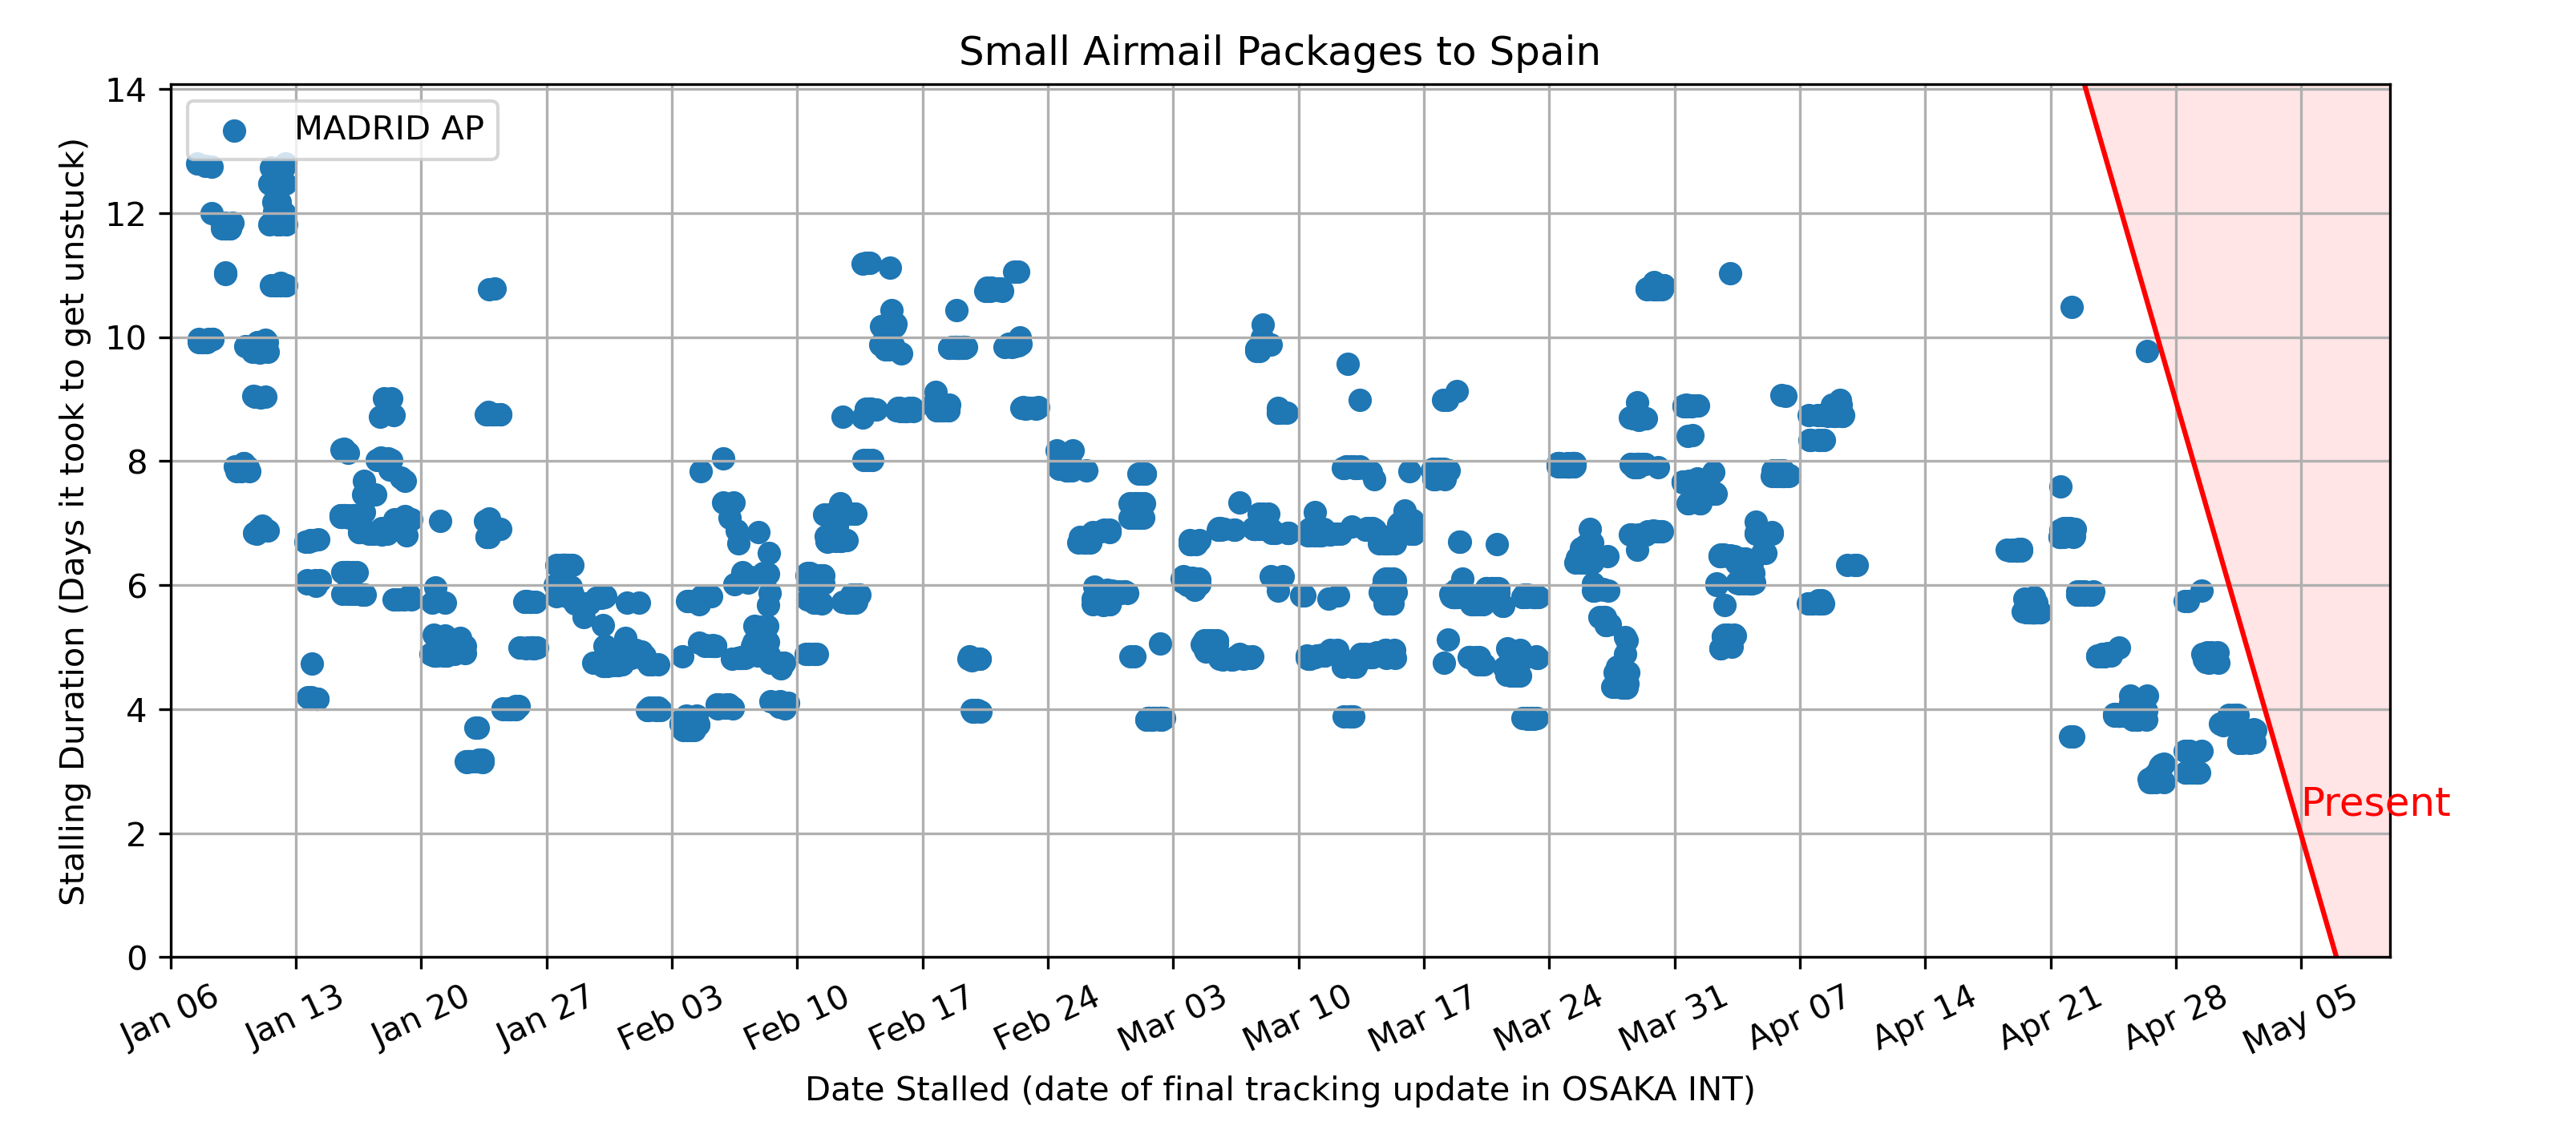 Small Airmail Packages to Spain
Stalling Duration (Days it took to get unstuck)
14
12
10
8
6
4
2
0
MADRID AP
Present
Jan 06
Jan 13
Jan 20
Jan 27
Feb 03
Feb 10
Feb 17
Feb 24
Mar 03
Mar 10
Mar 17
Mar 24
Mar 31
Apr 07
Apr 14
Apr 21
Apr 28
May 05
Date Stalled (date of final tracking update in OSAKA INT)